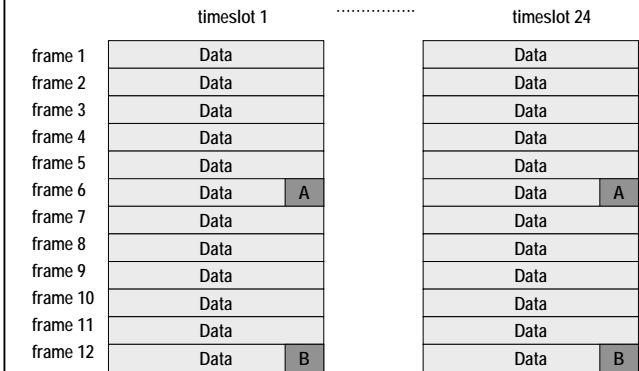 timeslot 1 ................ timeslot 24
frame 1 Data Data
frame 2 Data Data
frame 3 Data Data
frame 4 Data Data
frame 5 Data Data
frame 6 Data A Data A
frame 7 Data Data
frame 8 Data Data
frame 9 Data Data
frame 10 Data Data
frame 11 Data Data
frame 12 Data B Data B